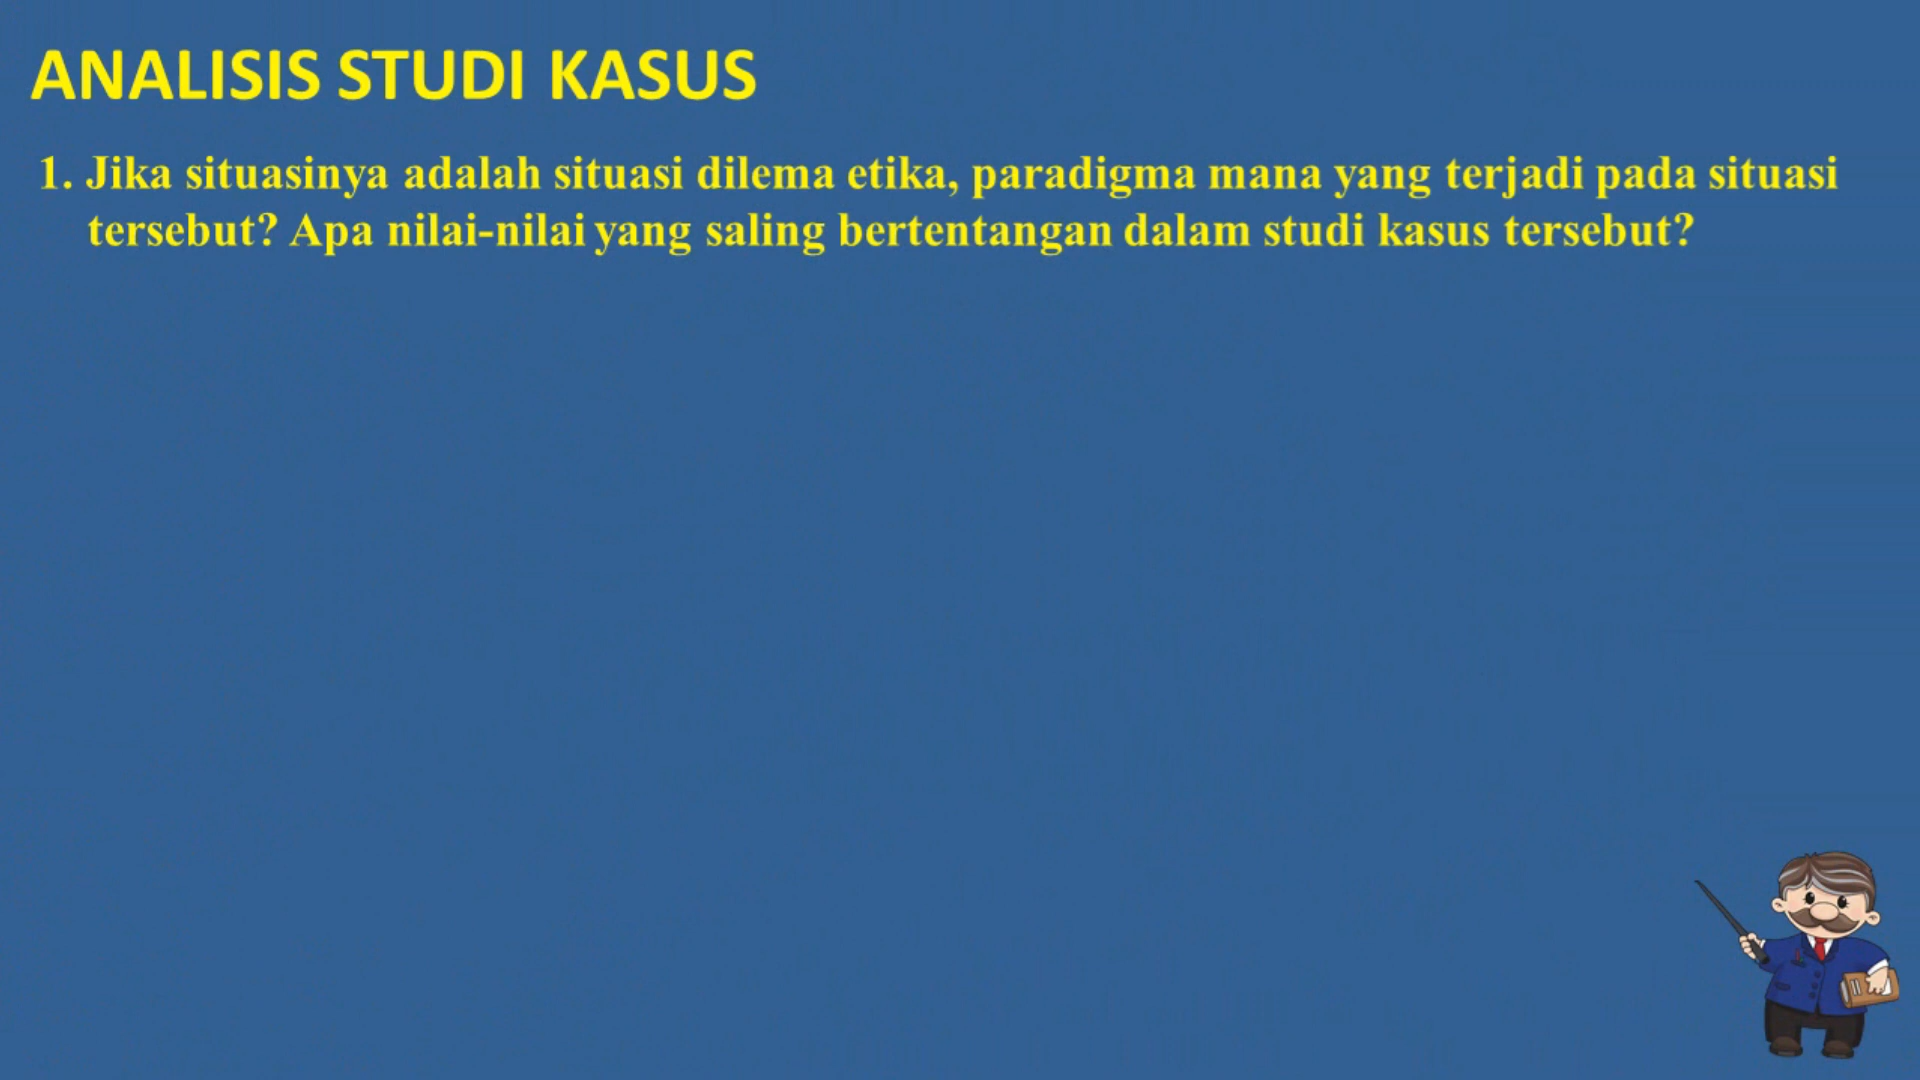 ANALISIS STUDI KASUS
1. Jika situasinya adalah situasi dilema etika, paradigma mana yang terjadi pada situasi
tersebut? Apa nilai-nilai yang saling bertentangan dalam studi kasus tersebut?